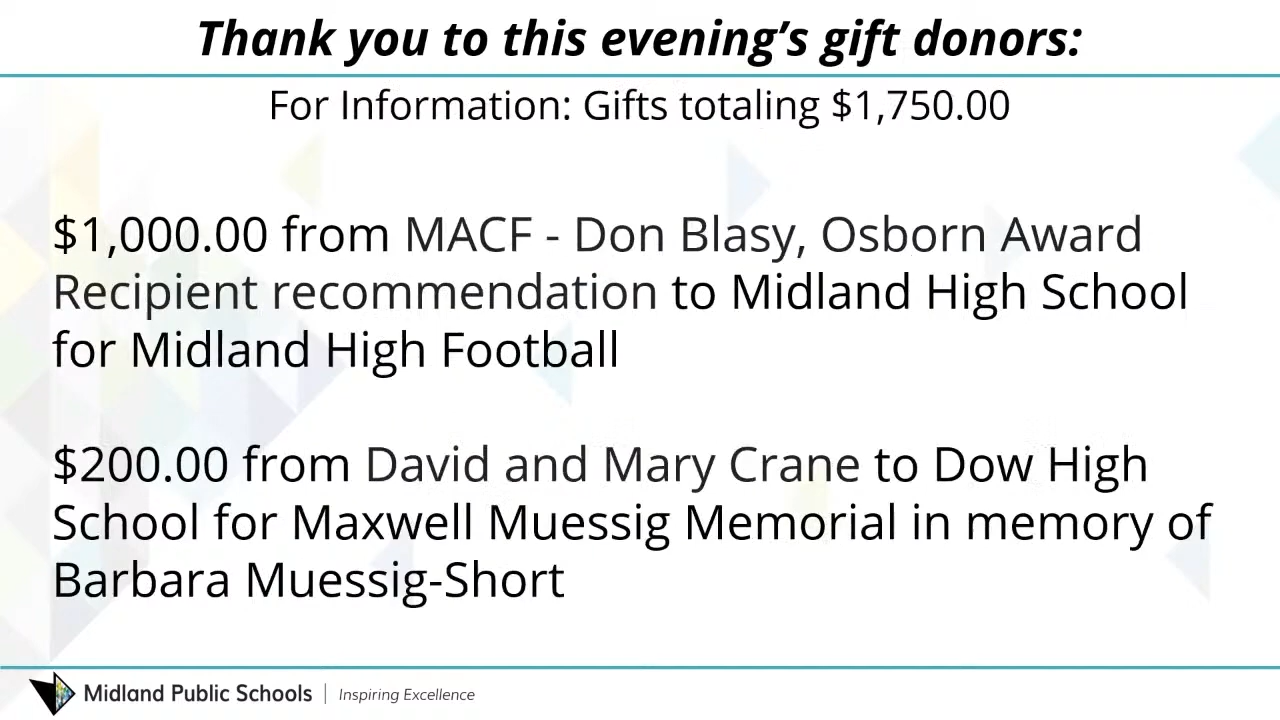 Thank you to this evening’s gift donors:
For Information: Gifts totaling $1,750.00
$1,000.00 from MACF - Don Blasy, Osborn Award
Recipient recommendation to Midland High School
for Midland High Football
$200.00 from David and Mary Crane to Dow High
School for Maxwell Muessig Memorial in memory of
Barbara Muessig-Short
Midland Public Schools | Inspiring Excellence